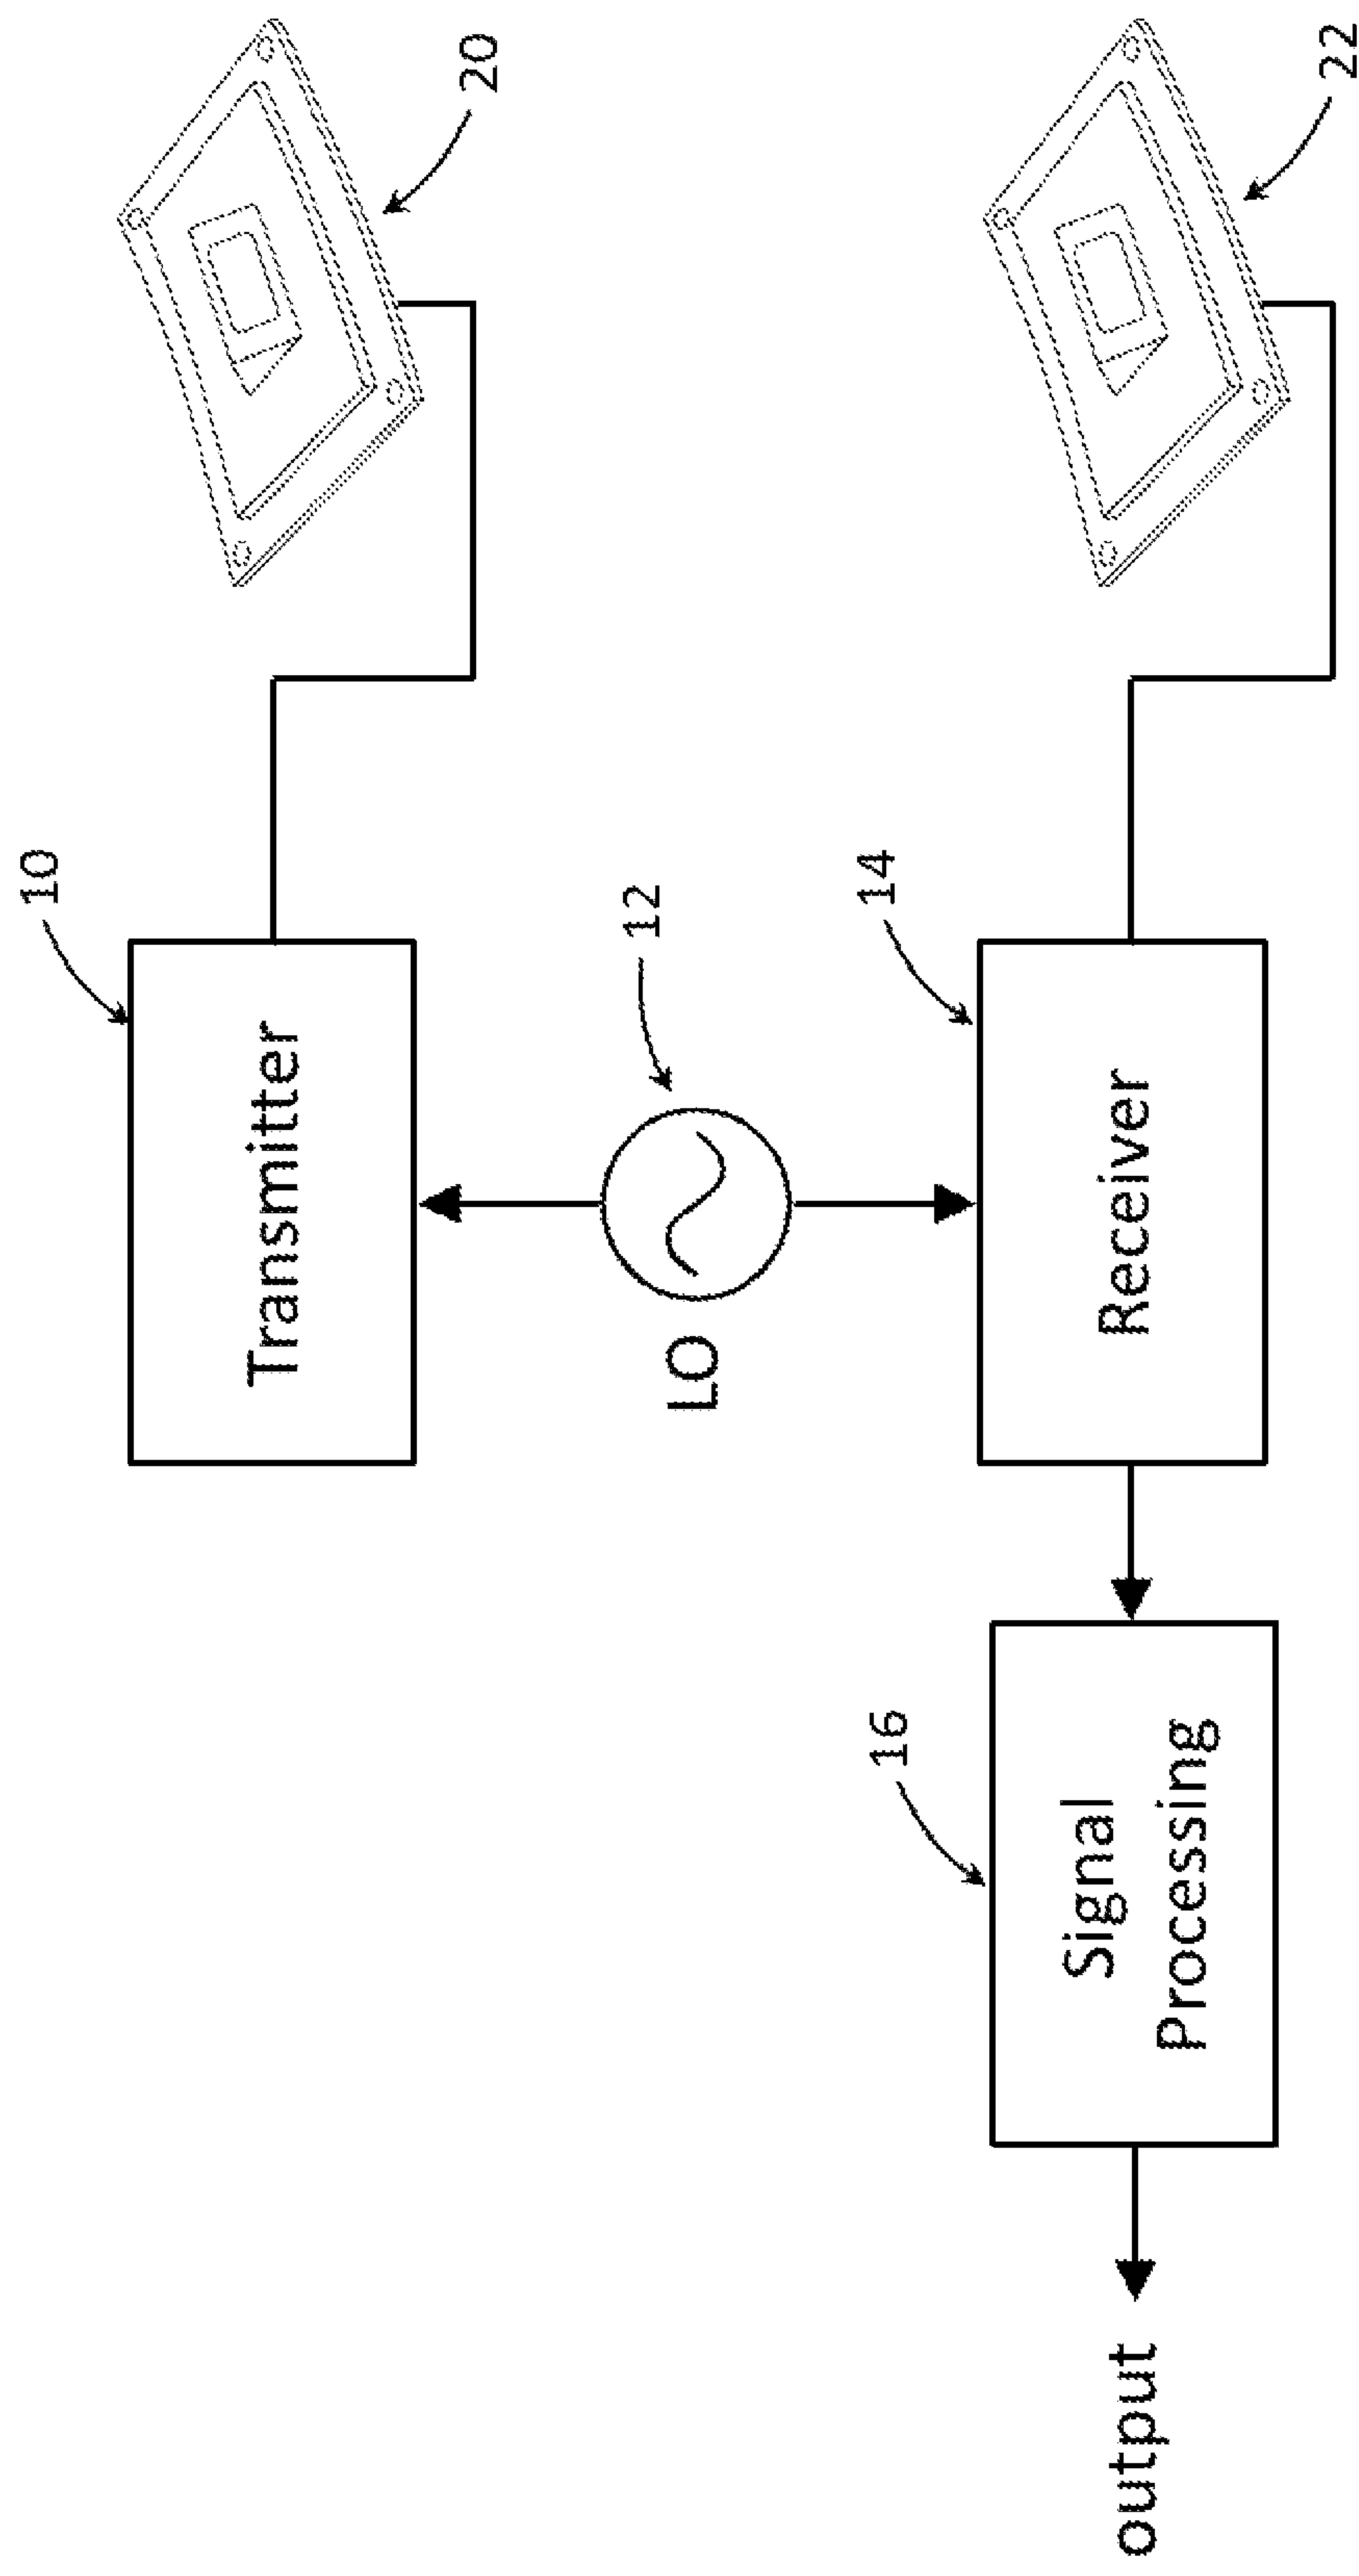 10
Transmitter
20
LO
12
16
Signal
Processing
14
Receiver
22
output